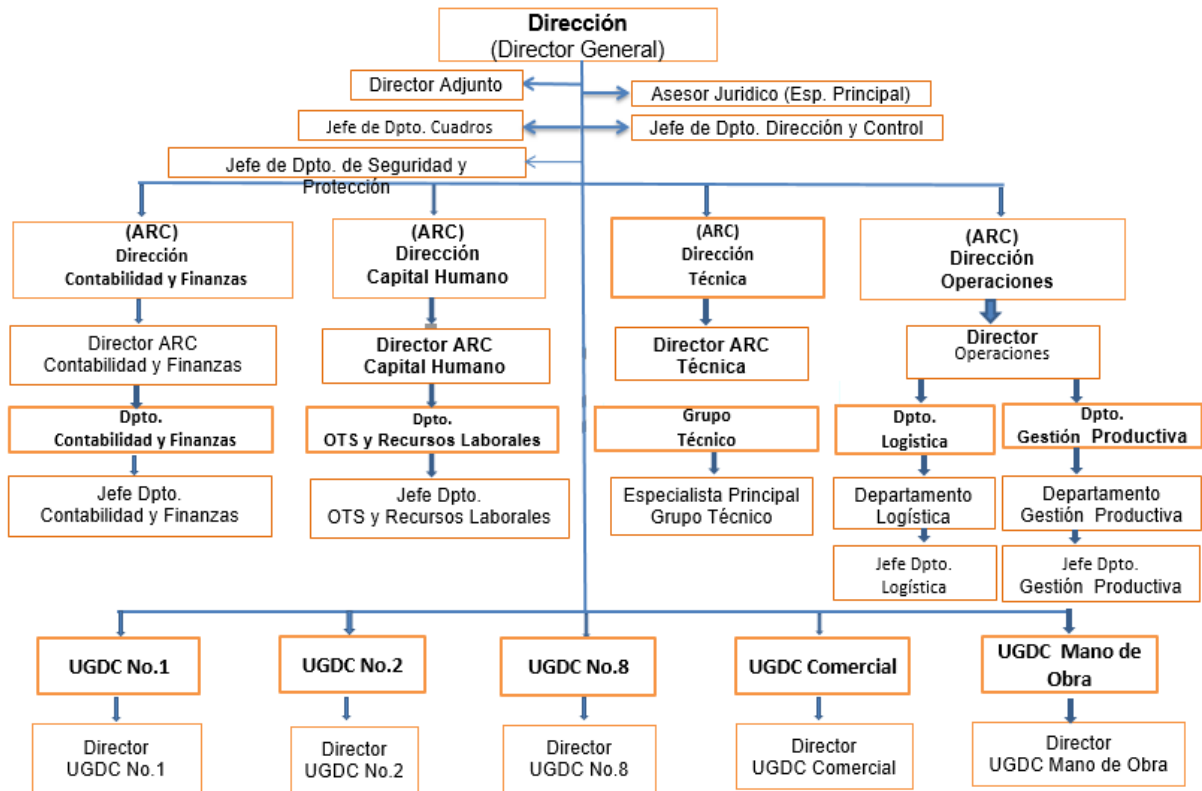 Dirección
(Director General)
Director Adjunto
Asesor Juridico (Esp. Principal)
Jefe de Dpto. Cuadros
Jefe de Dpto. Dirección y Control
Jefe de Dpto. de Seguridad y
Protección
(ARC)
Dirección
Contabilidad y Finanzas
(ARC)
Dirección
Capital Humano
(ARC)
Dirección
Técnica
(ARC)
Dirección
Operaciones
Director ARC
Contabilidad y Finanzas
Director ARC
Capital Humano
Director ARC
Técnica
Director
Operaciones
Dpto.
Contabilidad y Finanzas
Dpto.
OTS y Recursos Laborales
Grupo
Técnico
Dpto.
Logistica
Dpto.
Gestión Productiva
Jefe Dpto.
Contabilidad y Finanzas
Jefe Dpto.
OTS y Recursos Laborales
Especialista Principal
Grupo Técnico
Departamento
Logística
Departamento
Gestión Productiva
Jefe Dpto.
Logística
Jefe Dpto.
Gestión Productiva
UGDC No.1
UGDC No.2
UGDC No.8
UGDC Comercial
UGDC Mano de
Obra
Director
UGDC No.1
Director
UGDC No.2
Director
UGDC No.8
Director
UGDC Comercial
Director
UGDC Mano de Obra